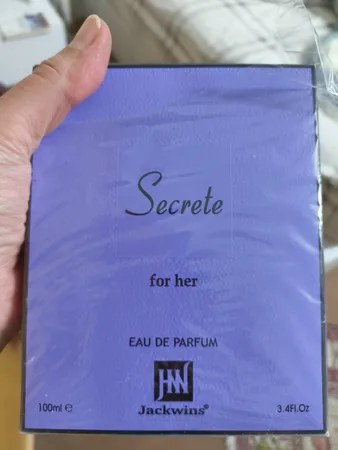 Secrete
for her
EAU DE PARFUM
JW
Jackwins®
100ml ℮ 3.4Fl.Oz